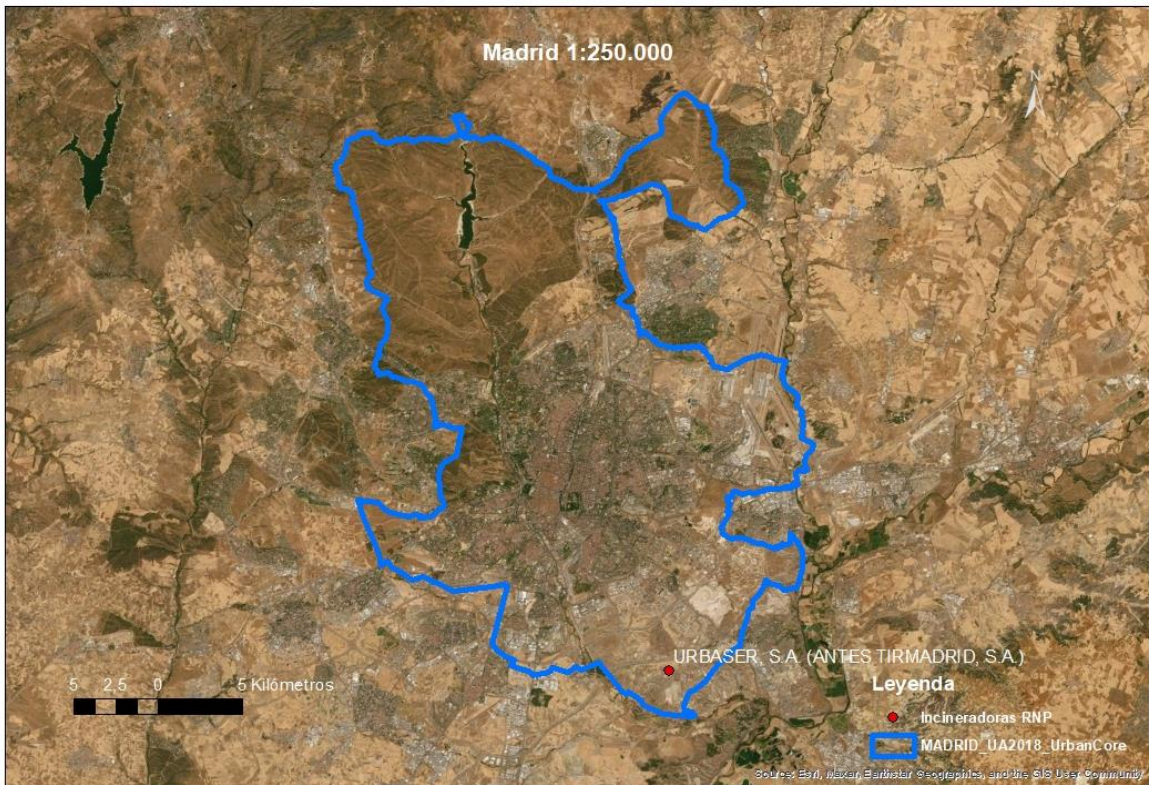 Madrid 1:250.000
N
URBASER, S.A. (ANTES TIRMADRID, S.A.)
5 2,5 0 5 Kilómetros
Leyenda
Incineradoras RNP
MADRID_UA2018_UrbanCore
Source: Esri, Maxar, Earthstar Geographics, and the GIS User Community